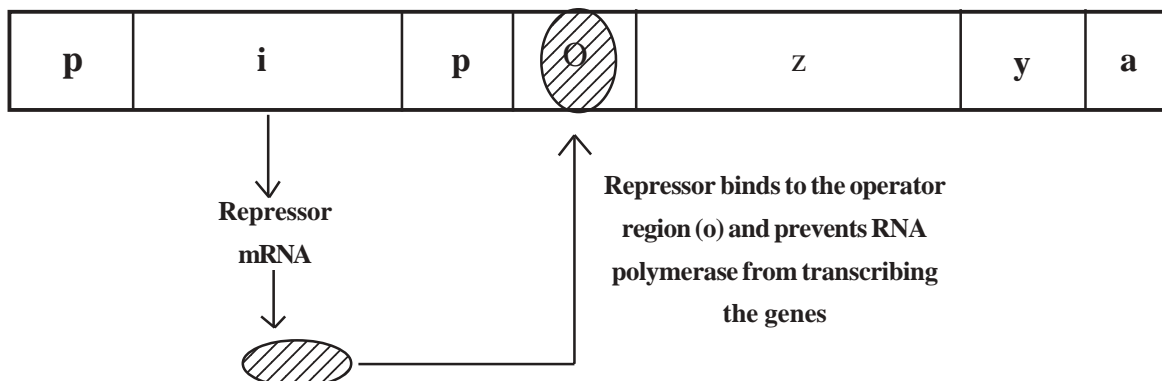 p i p O z y a
Repressor
mRNA
Repressor binds to the operator
region (o) and prevents RNA
polymerase from transcribing
the genes